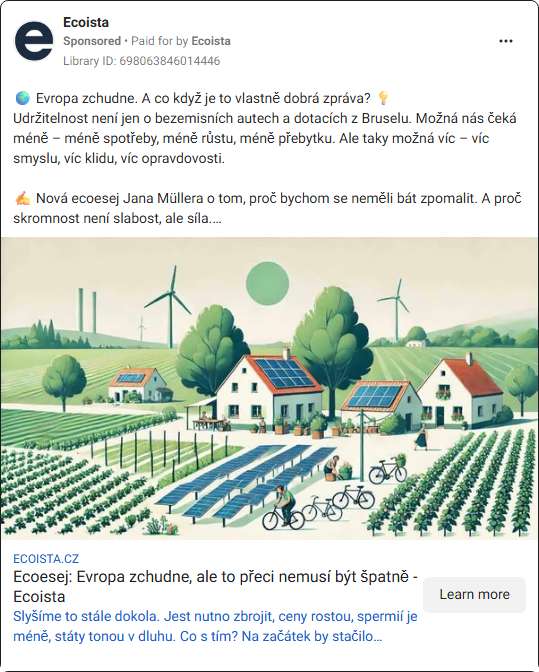 Ecoista
Sponsored • Paid for by Ecoista
Library ID: 698063846014446
🌍 Evropa zchudne. A co když je to vlastně dobrá zpráva? 💡
Udržitelnost není jen o bezemisních autech a dotacích z Bruselu. Možná nás čeká
méně – méně spotřeby, méně růstu, méně přebytku. Ale taky možná víc – víc
smyslu, víc klidu, víc opravdovosti.
✍️ Nová ecoesej Jana Müllera o tom, proč bychom se neměli bát zpomalit. A proč
skromnost není slabost, ale síla....
ECOISTA.CZ
Ecoesej: Evropa zchudne, ale to přeci nemusí být špatně -
Ecoista
Slyšíme to stále dokola. Jest nutno zbrojit, ceny rostou, spermií je
méně, státy tonou v dluhu. Co s tím? Na začátek by stačilo…
Learn more